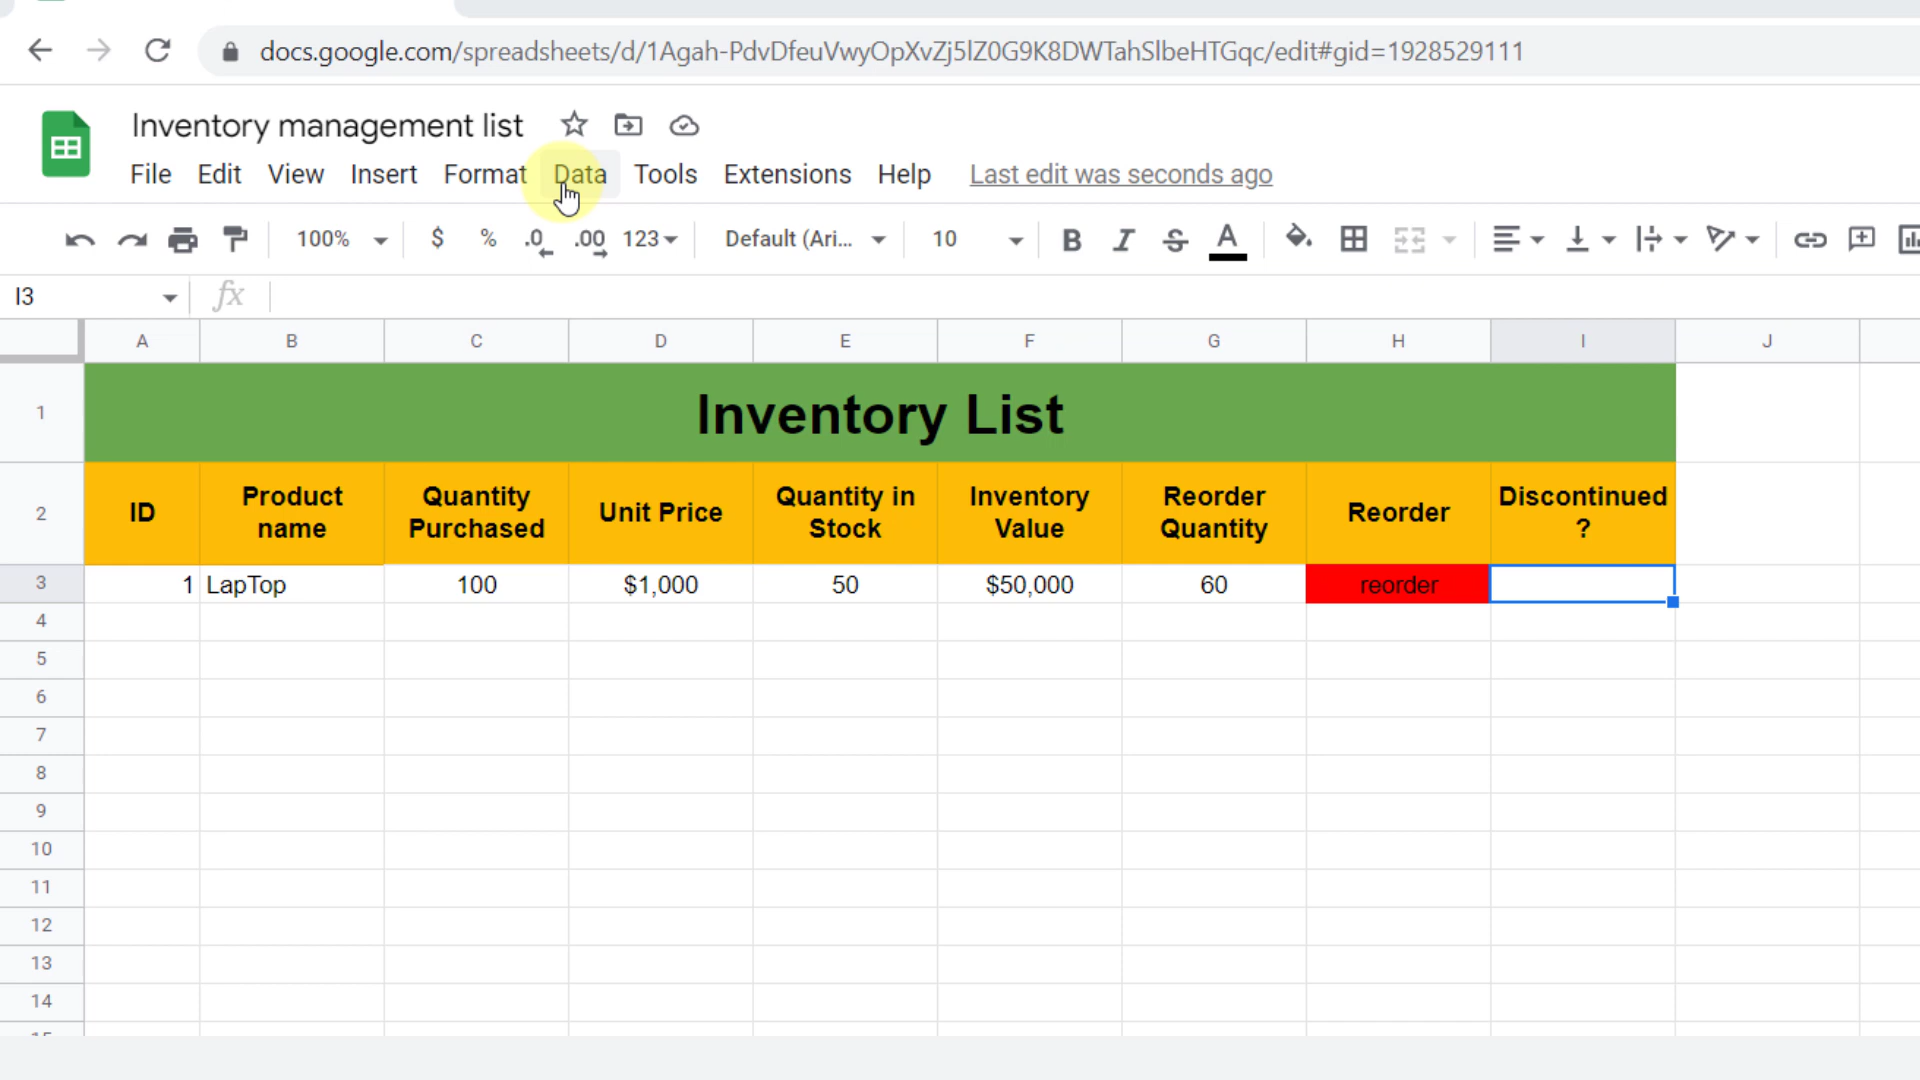 docs.google.com/spreadsheets/d/1Agah-PdvDfeuVwyOpXvZj5lZ0G9K8DWTahSlbeHTGqc/edit#gid=1928529111
Inventory management list
File Edit View Insert Format Data Tools Extensions Help Last edit was seconds ago
100% $ % .0 .00 123 Default (Ari... 10 B I S A
I3 fx
A B C D E F G H I J
1 Inventory List
2 ID Product name Quantity Purchased Unit Price Quantity in Stock Inventory Value Reorder Quantity Reorder Discontinued ?
3 1 LapTop 100 $1,000 50 $50,000 60 reorder
4
5
6
7
8
9
10
11
12
13
14